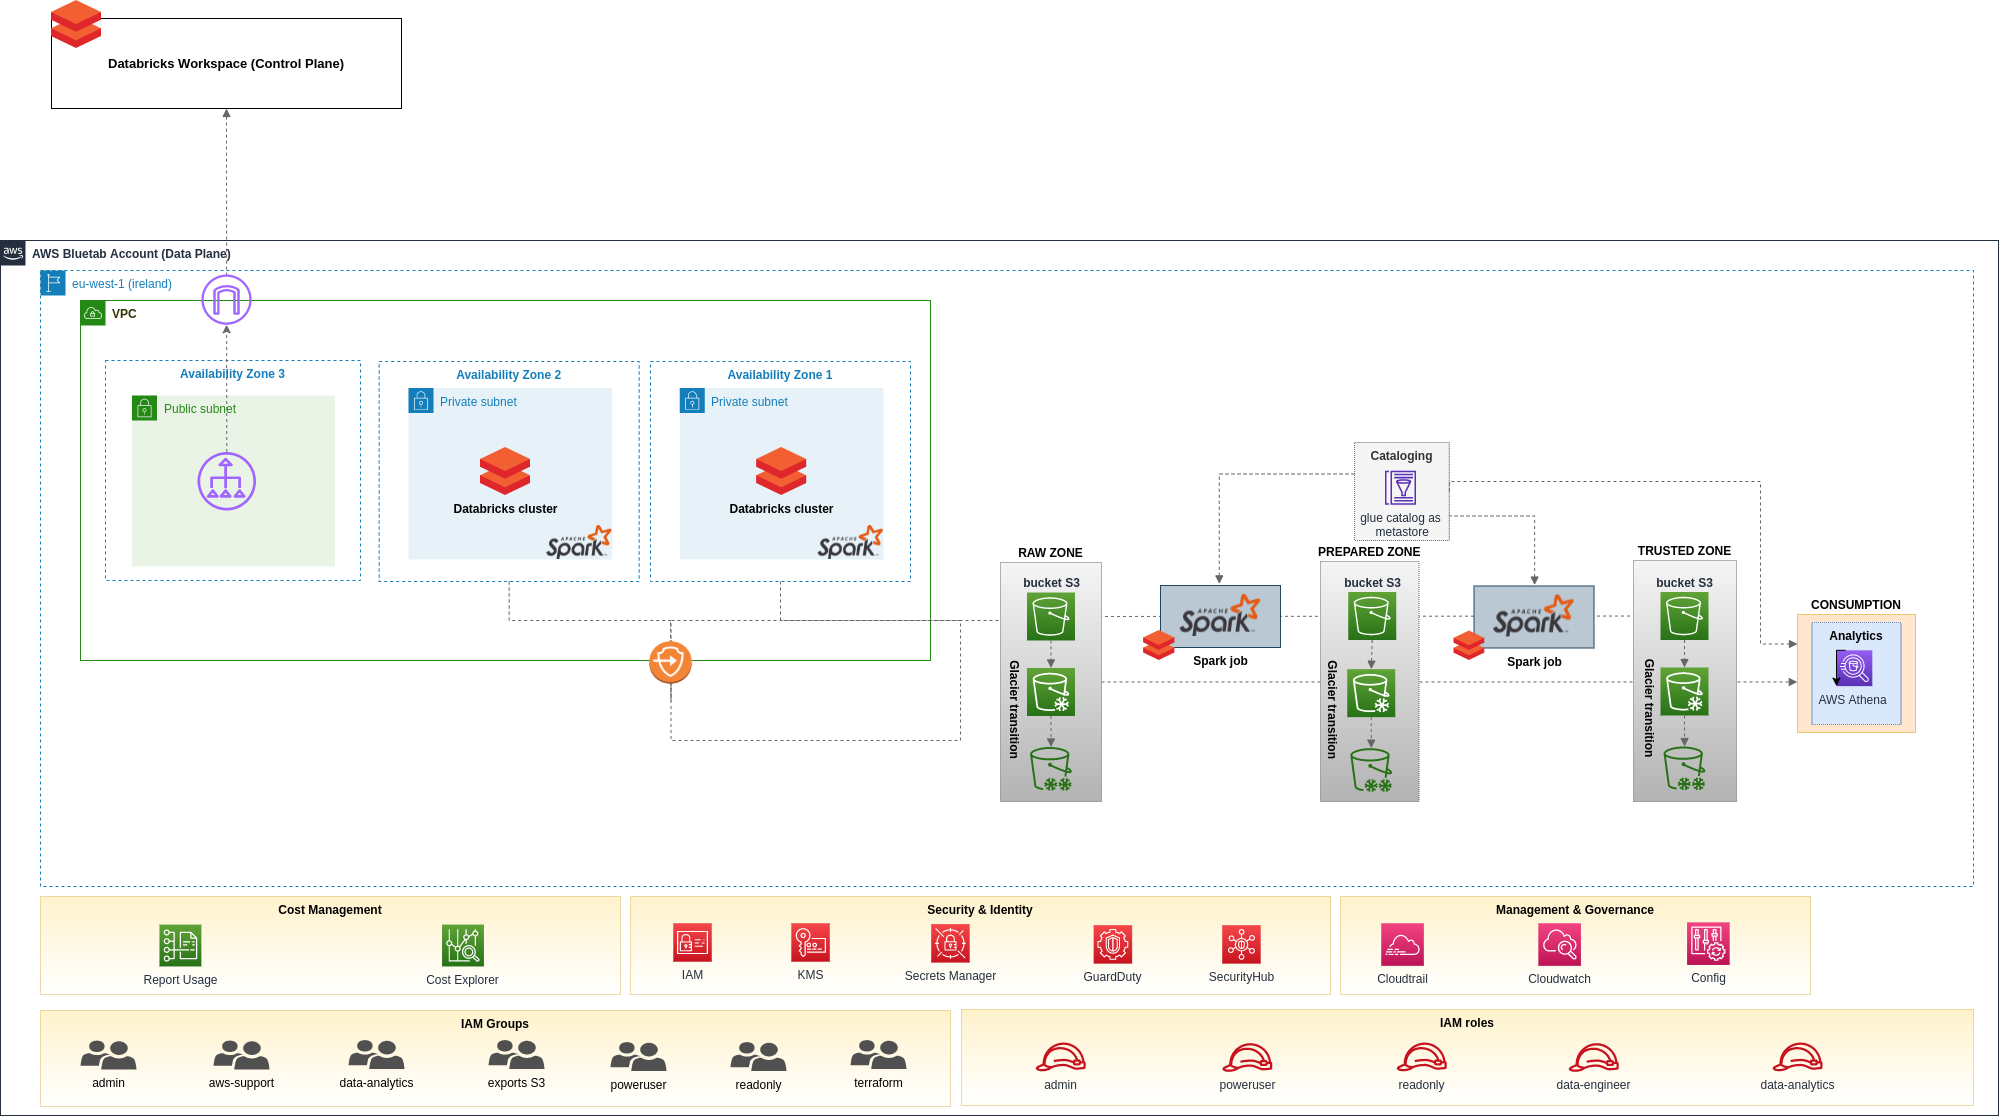 Databricks Workspace (Control Plane)
aws
AWS Bluetab Account (Data Plane)
eu-west-1 (ireland)
VPC
Availability Zone 3
Public subnet
Availability Zone 2
Private subnet
Databricks cluster
APACHE
Spark
Availability Zone 1
Private subnet
Databricks cluster
APACHE
Spark
Cataloging
glue catalog as
metastore
RAW ZONE
bucket S3
Glacier transition
APACHE
Spark
Spark job
PREPARED ZONE
bucket S3
Glacier transition
APACHE
Spark
Spark job
TRUSTED ZONE
bucket S3
Glacier transition
CONSUMPTION
Analytics
AWS Athena
Cost Management
Report Usage
Cost Explorer
Security & Identity
IAM
KMS
Secrets Manager
GuardDuty
SecurityHub
Management & Governance
Cloudtrail
Cloudwatch
Config
IAM Groups
admin
aws-support
data-analytics
exports S3
poweruser
readonly
terraform
IAM roles
admin
poweruser
readonly
data-engineer
data-analytics